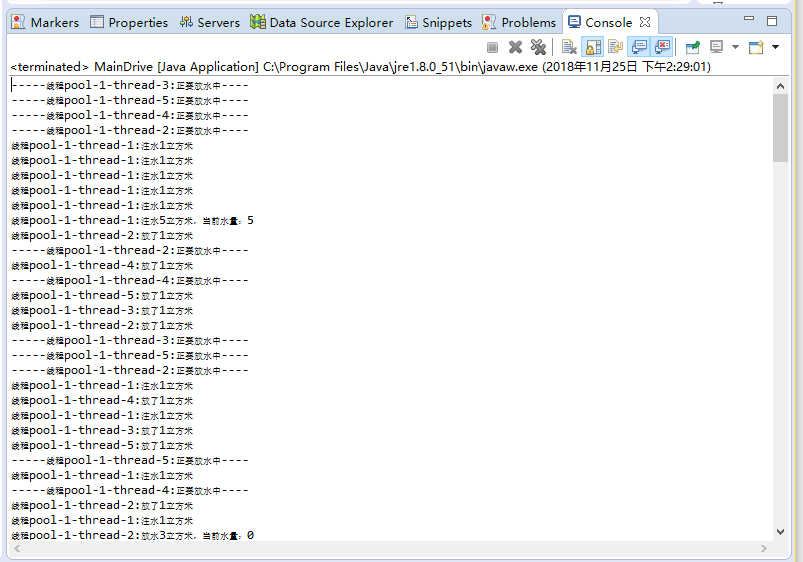 Markers Properties Servers Data Source Explorer Snippets Problems Console
<terminated> MainDrive [Java Application] C:\Program Files\Java\jre1.8.0_51\bin\javaw.exe (2018年11月25日 下午2:29:01)
-----线程pool-1-thread-3:正要放水中----
-----线程pool-1-thread-5:正要放水中----
-----线程pool-1-thread-4:正要放水中----
-----线程pool-1-thread-2:正要放水中----
线程pool-1-thread-1:注水1立方米
线程pool-1-thread-1:注水1立方米
线程pool-1-thread-1:注水1立方米
线程pool-1-thread-1:注水1立方米
线程pool-1-thread-1:注水1立方米
线程pool-1-thread-1:注水5立方米，当前水量：5
线程pool-1-thread-2:放了1立方米
-----线程pool-1-thread-2:正要放水中----
线程pool-1-thread-4:放了1立方米
-----线程pool-1-thread-4:正要放水中----
线程pool-1-thread-5:放了1立方米
线程pool-1-thread-3:放了1立方米
线程pool-1-thread-2:放了1立方米
-----线程pool-1-thread-3:正要放水中----
-----线程pool-1-thread-5:正要放水中----
-----线程pool-1-thread-2:正要放水中----
线程pool-1-thread-1:注水1立方米
线程pool-1-thread-4:放了1立方米
线程pool-1-thread-1:注水1立方米
线程pool-1-thread-3:放了1立方米
线程pool-1-thread-5:放了1立方米
-----线程pool-1-thread-5:正要放水中----
线程pool-1-thread-1:注水1立方米
-----线程pool-1-thread-4:正要放水中----
线程pool-1-thread-2:放了1立方米
线程pool-1-thread-1:注水1立方米
线程pool-1-thread-2:放水3立方米，当前水量：0